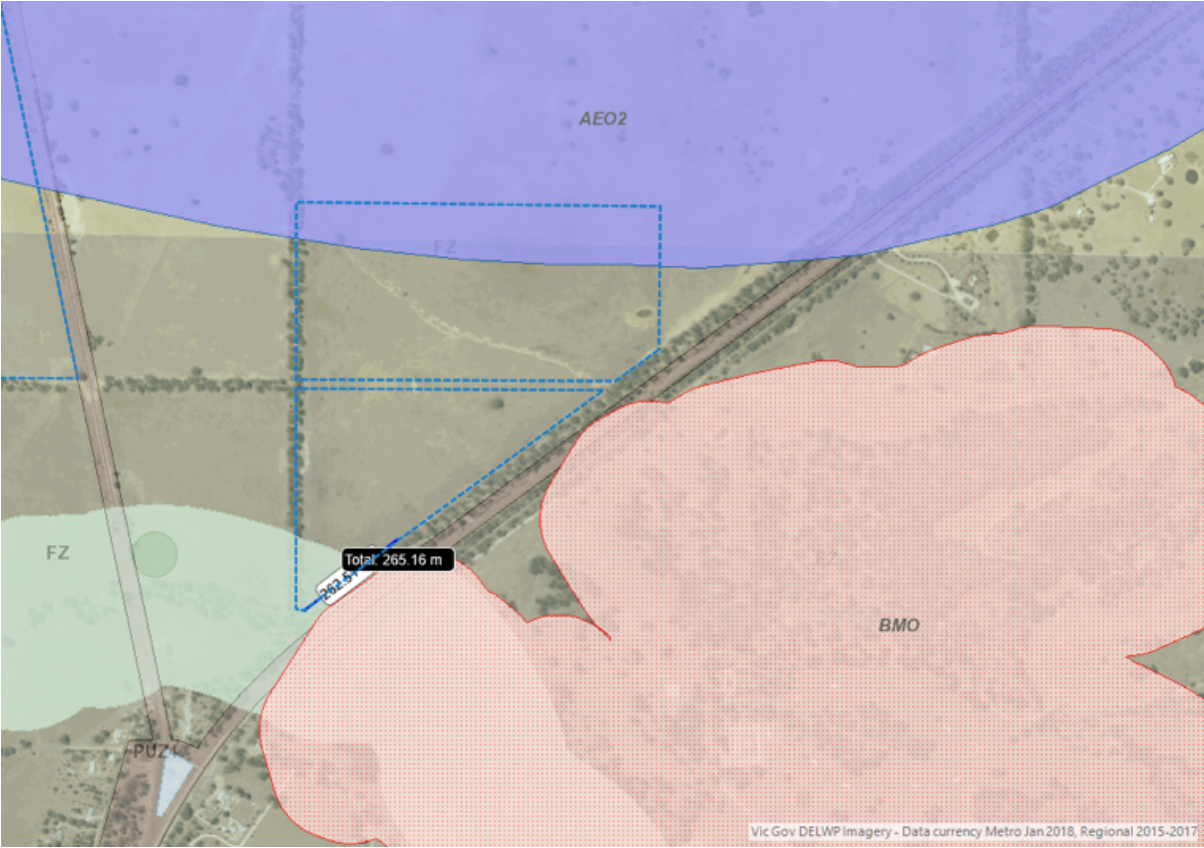 AEO2
FZ
Total: 265.16 m
FZ
BMO
PUZ1
Vic Gov DELWP Imagery - Data currency Metro Jan 2018, Regional 2015-2017